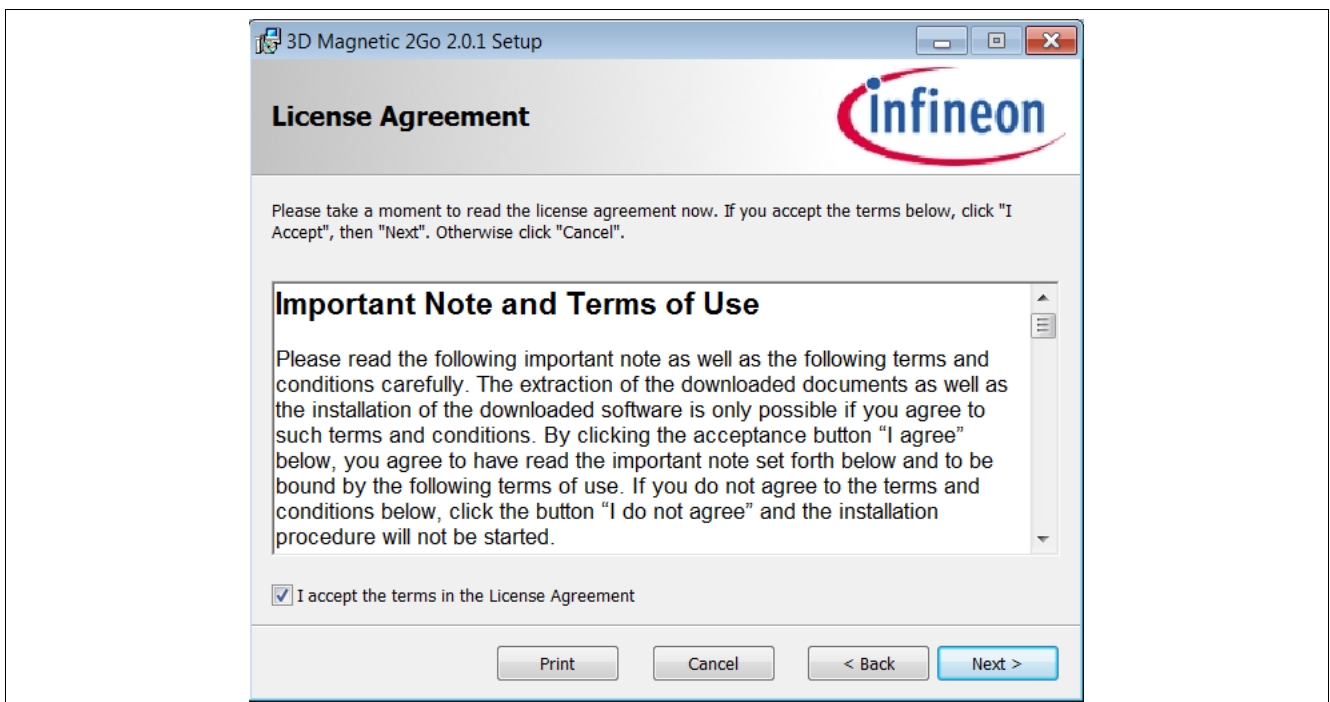 3D Magnetic 2Go 2.0.1 Setup
License Agreement
infineon
Please take a moment to read the license agreement now. If you accept the terms below, click "I
Accept", then "Next". Otherwise click "Cancel".
Important Note and Terms of Use
Please read the following important note as well as the following terms and
conditions carefully. The extraction of the downloaded documents as well as
the installation of the downloaded software is only possible if you agree to
such terms and conditions. By clicking the acceptance button “I agree”
below, you agree to have read the important note set forth below and to be
bound by the following terms of use. If you do not agree to the terms and
conditions below, click the button “I do not agree” and the installation
procedure will not be started.
I accept the terms in the License Agreement
Print Cancel < Back Next >